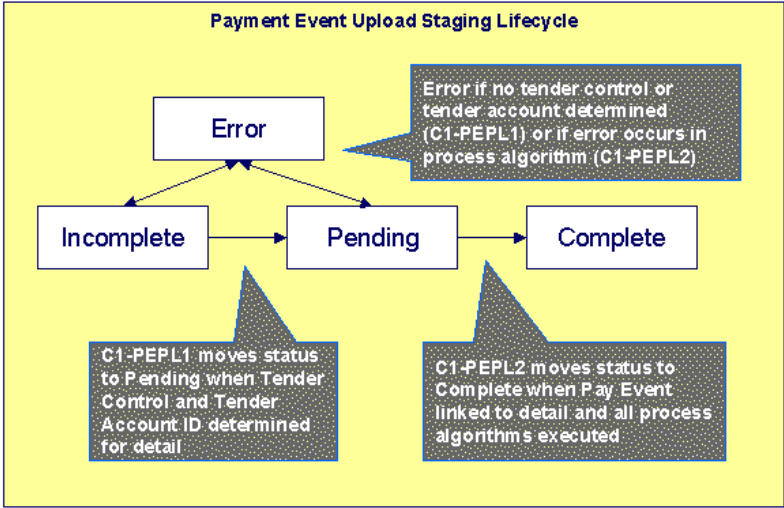 Payment Event Upload Staging Lifecycle
Error if no tender control or
tender account determined
(C1-PEPL1) or if error occurs in
process algorithm (C1-PEPL2)
Error
Incomplete
Pending
Complete
C1-PEPL1 moves status
to Pending when Tender
Control and Tender
Account ID determined
for detail
C1-PEPL2 moves status to
Complete when Pay Event
linked to detail and all process
algorithms executed